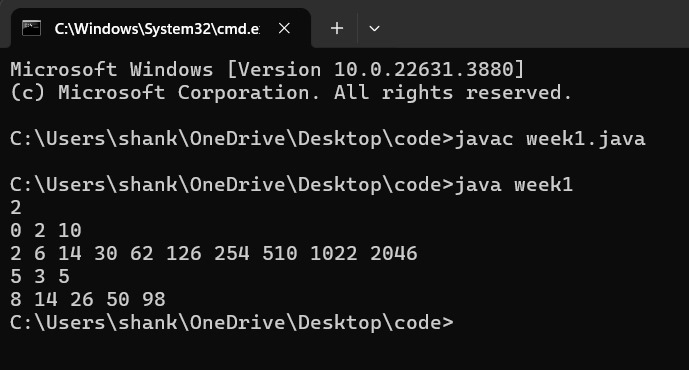 C:\Windows\System32\cmd.e
Microsoft Windows [Version 10.0.22631.3880]
(c) Microsoft Corporation. All rights reserved.
C:\Users\shank\OneDrive\Desktop\code>javac week1.java
C:\Users\shank\OneDrive\Desktop\code>java week1
2
0 2 10
2 6 14 30 62 126 254 510 1022 2046
5 3 5
8 14 26 50 98
C:\Users\shank\OneDrive\Desktop\code>